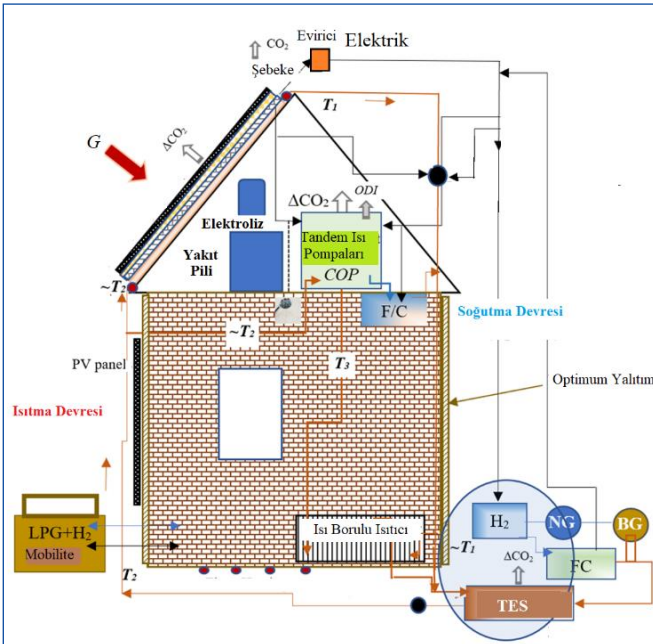 CO₂
Evirici
Elektrik
Şebeke
T₁
G
ΔCO₂
ΔCO₂
ODI
Elektroliz
Yakıt
Pili
Tandem Isı
Pompaları
COP
~T₂
F/C
Soğutma Devresi
~T₂
T₃
PV panel
Optimum Yalıtım
Isıtma Devresi
LPG+H₂
Mobilite
Isı Borulu Isıtıcı
~T₁
H₂
NG
BG
ΔCO₂
FC
T₂
TES